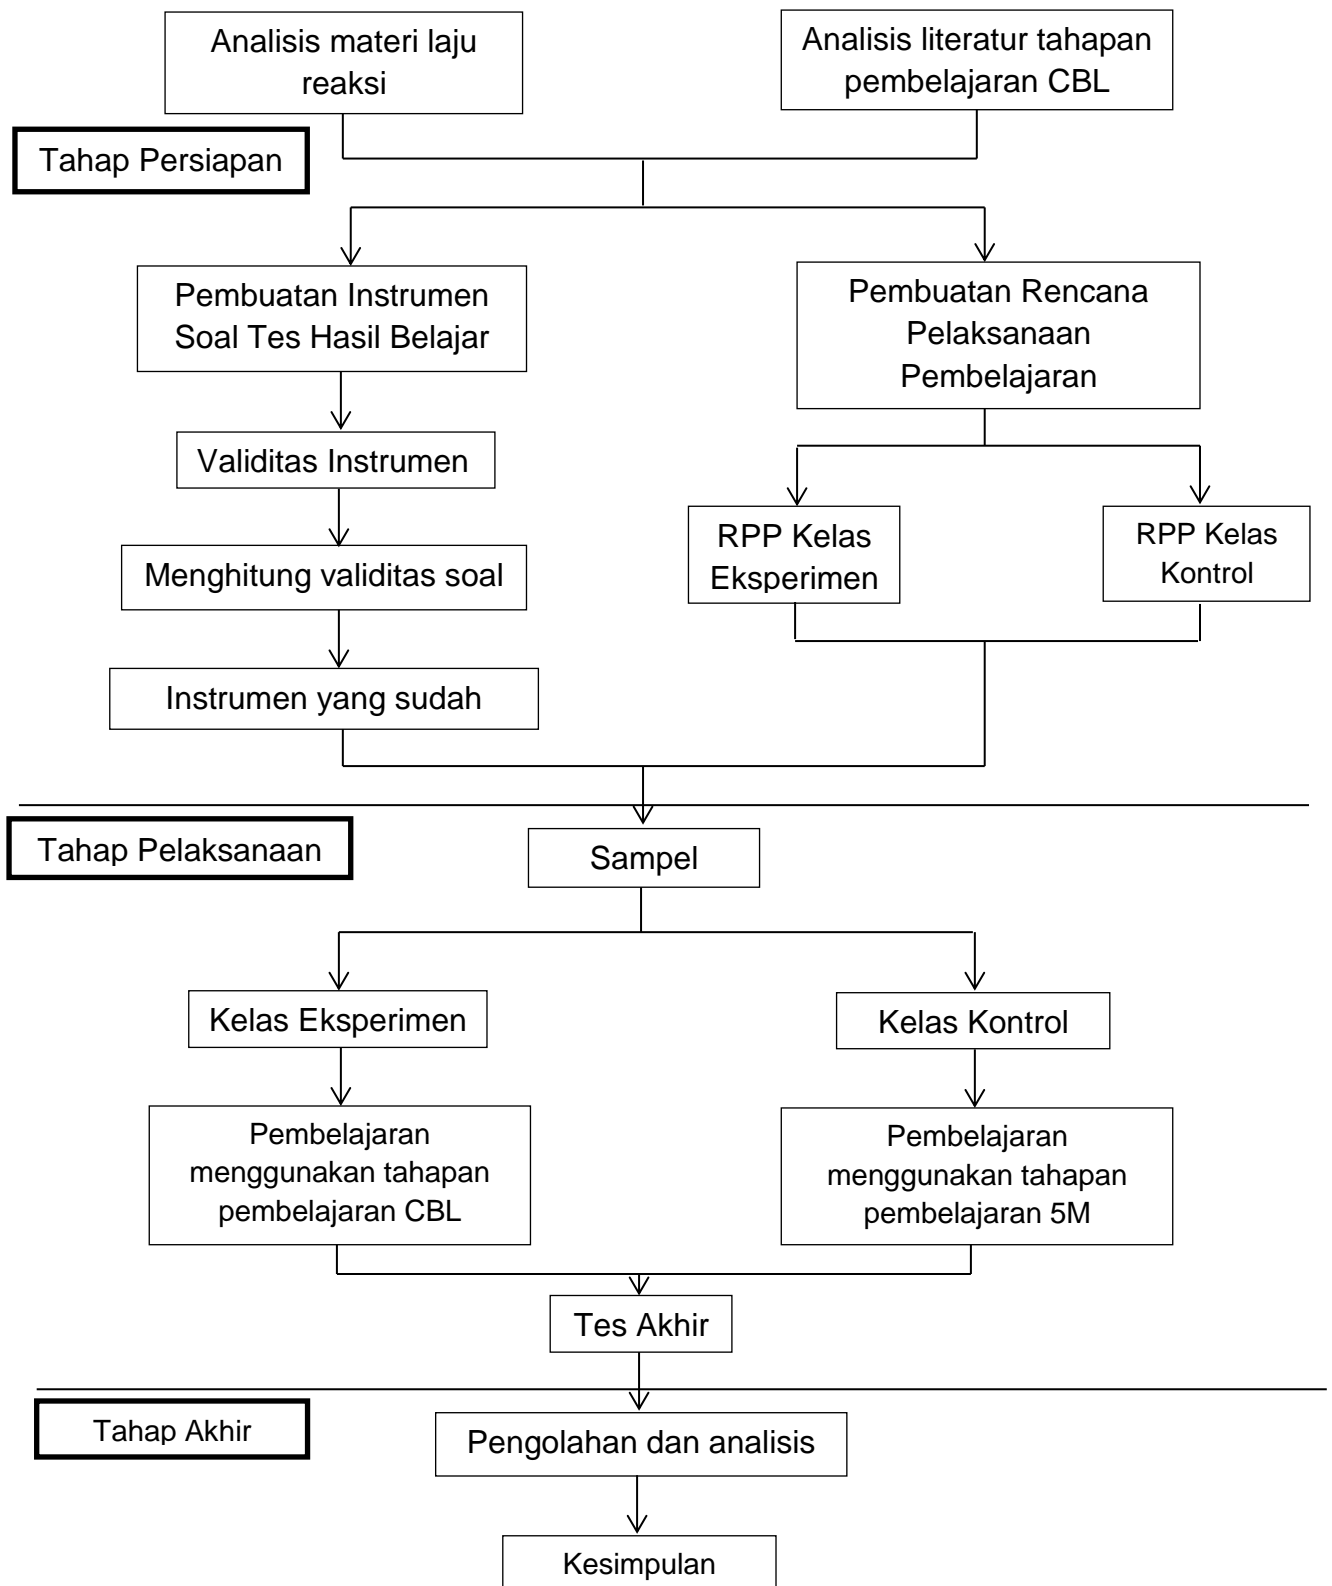 Analisis materi laju
reaksi
Analisis literatur tahapan
pembelajaran CBL
Tahap Persiapan
Pembuatan Instrumen
Soal Tes Hasil Belajar
Pembuatan Rencana
Pelaksanaan
Pembelajaran
Validitas Instrumen
Menghitung validitas soal
Instrumen yang sudah
RPP Kelas
Eksperimen
RPP Kelas
Kontrol
Tahap Pelaksanaan
Sampel
Kelas Eksperimen
Kelas Kontrol
Pembelajaran
menggunakan tahapan
pembelajaran CBL
Pembelajaran
menggunakan tahapan
pembelajaran 5M
Tes Akhir
Tahap Akhir
Pengolahan dan analisis
Kesimpulan